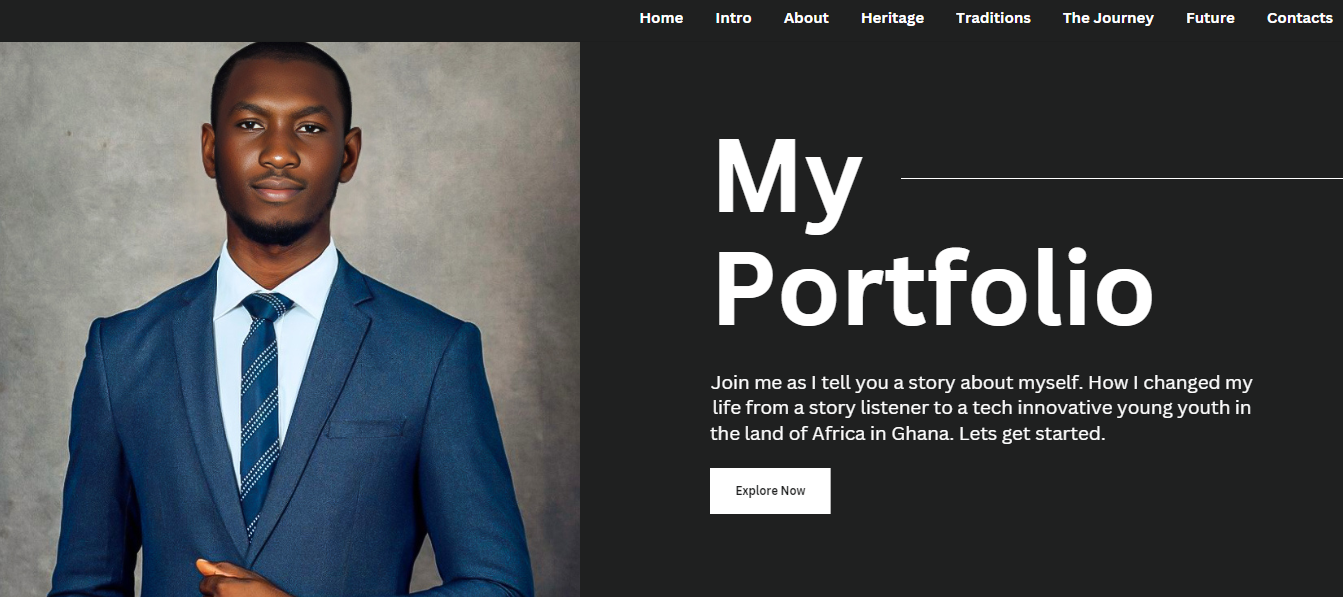 Home Intro About Heritage Traditions The Journey Future Contacts
My
Portfolio
Join me as I tell you a story about myself. How I changed my
life from a story listener to a tech innovative young youth in
the land of Africa in Ghana. Lets get started.
Explore Now